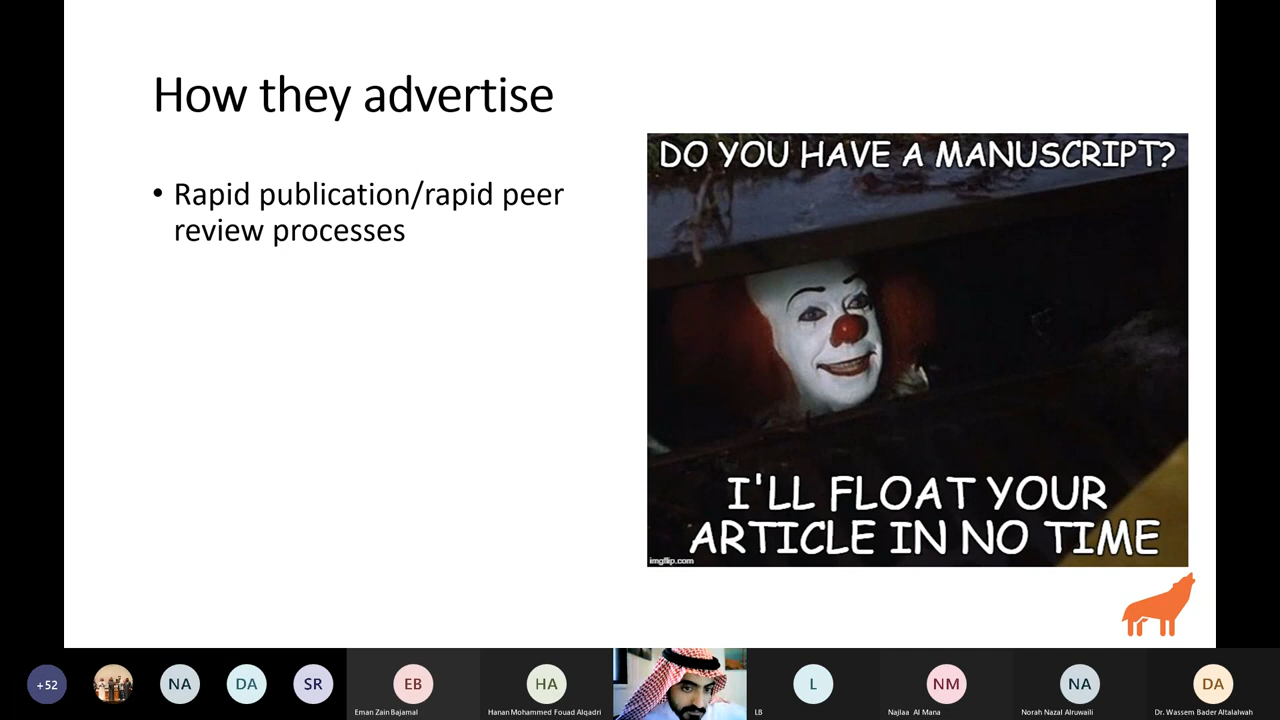 How they advertise
• Rapid publication/rapid peer
review processes
DO YOU HAVE A MANUSCRIPT?
I'LL FLOAT YOUR
ARTICLE IN NO TIME
imgflip.com
+52
NA
DA
SR
EB
Eman Zain Bajamal
HA
Hanan Mohammed Fouad Alqadri
L
LB
NM
Najlaa Al Mana
NA
Norah Nazal Alruwaili
DA
Dr. Wassem Bader Altalalwah